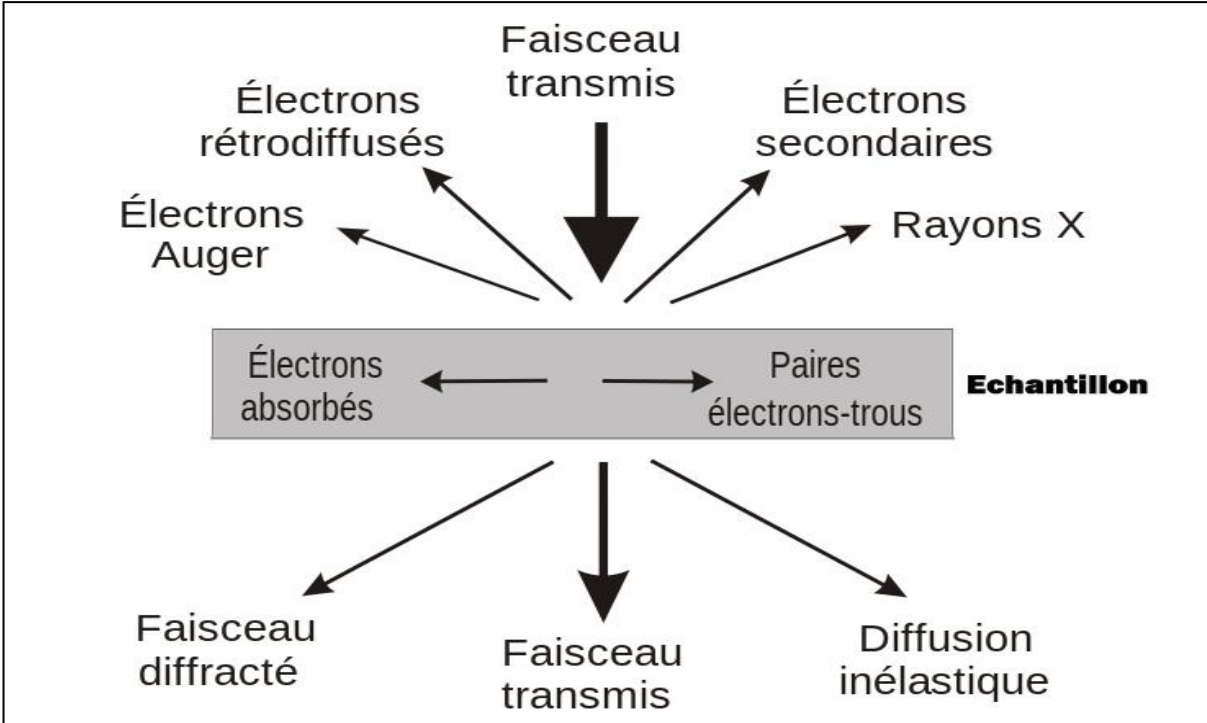 Faisceau
transmis
Électrons
rétrodiffusés
Électrons
secondaires
Électrons
Auger
Rayons X
Électrons
absorbés
Paires
électrons-trous
Echantillon
Faisceau
diffracté
Faisceau
transmis
Diffusion
inélastique